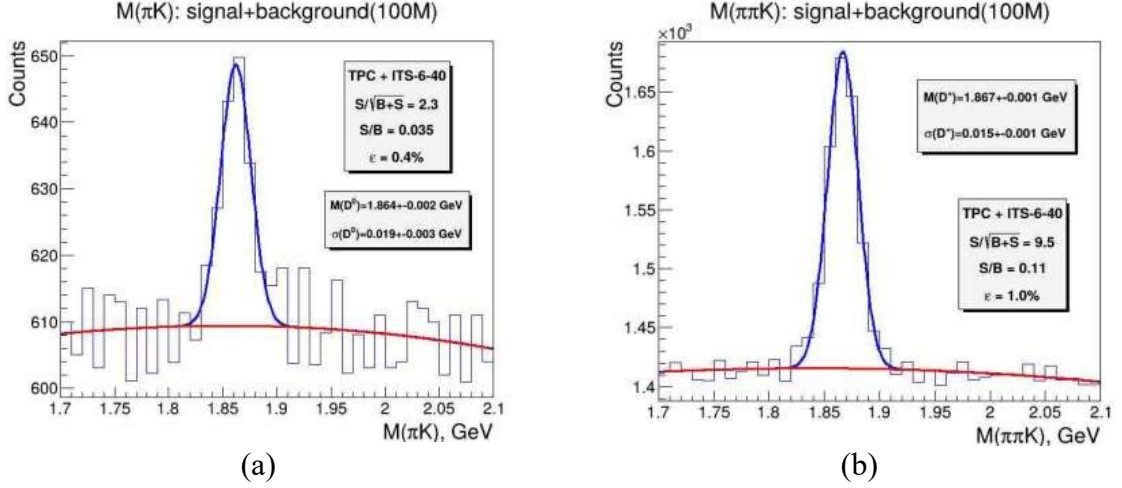 M(πK): signal+background(100M)
Counts
650
640
630
620
610
600
TPC + ITS-6-40
S/√B+S = 2.3
S/B = 0.035
ε = 0.4%
M(D⁰)=1.864+-0.002 GeV
σ(D⁰)=0.019+-0.003 GeV
1.7 1.75 1.8 1.85 1.9 1.95 2 2.05 2.1
M(πK), GeV
(a)
M(ππK): signal+background(100M)
×10³
Counts
1.65
1.6
1.55
1.5
1.45
1.4
M(D⁺)=1.867+-0.001 GeV
σ(D⁺)=0.015+-0.001 GeV
TPC + ITS-6-40
S/√B+S = 9.5
S/B = 0.11
ε = 1.0%
1.7 1.75 1.8 1.85 1.9 1.95 2 2.05 2.1
M(ππK), GeV
(b)